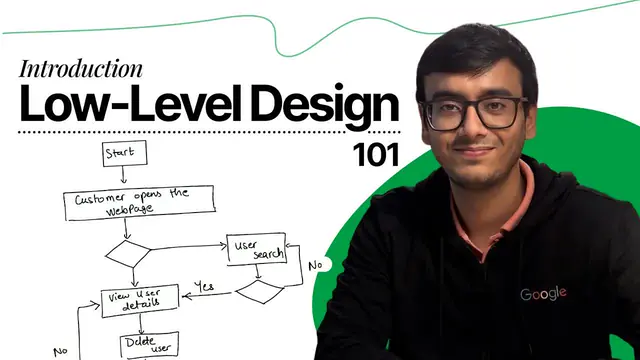 Introduction
Low-Level Design
101
Start
Customer opens the
WebPage
User
search
No
Yes
View User
details
Delete
user
No
Google